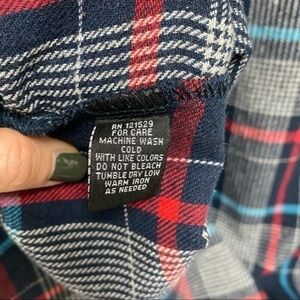 RN 121529
FOR CARE
MACHINE WASH
COLD
WITH LIKE COLORS
DO NOT BLEACH
TUMBLE DRY LOW
WARM IRON
AS NEEDED